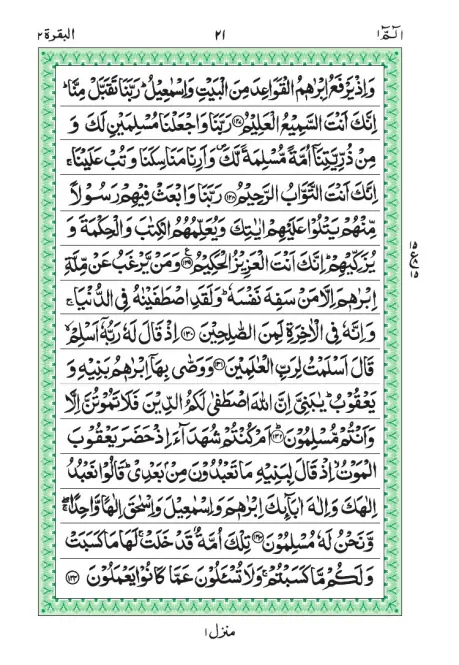 الٓمّٓ ١ ٢١ البقرة ٢
وَاِذْ يَرْفَعُ اِبْرٰهٖمُ الْقَوَاعِدَ مِنَ الْبَيْتِ وَاِسْمٰعِيْلُ ؕ رَبَّنَا تَقَبَّلْ مِنَّا ؕ
اِنَّكَ اَنْتَ السَّمِيْعُ الْعَلِيْمُ ﴿۱۲۷﴾ رَبَّنَا وَاجْعَلْنَا مُسْلِمَيْنِ لَكَ وَ
مِنْ ذُرِّيَّتِنَاۤ اُمَّةً مُّسْلِمَةً لَّكَ ۪ وَاَرِنَا مَنَاسِكَنَا وَتُبْ عَلَيْنَا ۚ
اِنَّكَ اَنْتَ التَّوَّابُ الرَّحِيْمُ ﴿۱۲۸﴾ رَبَّنَا وَابْعَثْ فِيْهِمْ رَسُوْلًا
مِّنْهُمْ يَتْلُوْا عَلَيْهِمْ اٰيٰتِكَ وَيُعَلِّمُهُمُ الْكِتٰبَ وَالْحِكْمَةَ وَ
يُزَكِّيْهِمْ ؕ اِنَّكَ اَنْتَ الْعَزِيْزُ الْحَكِيْمُ ﴿۱۲۹﴾ وَمَنْ يَّرْغَبُ عَنْ مِّلَّةِ
اِبْرٰهٖمَ اِلَّا مَنْ سَفِهَ نَفْسَهٗ ؕ وَلَقَدِ اصْطَفَيْنٰهُ فِى الدُّنْيَا ۚ
وَاِنَّهٗ فِى الْاٰخِرَةِ لَمِنَ الصّٰلِحِيْنَ ﴿۱۳۰﴾ اِذْ قَالَ لَهٗ رَبُّهٗۤ اَسْلِمْ ۙ
قَالَ اَسْلَمْتُ لِرَبِّ الْعٰلَمِيْنَ ﴿۱۳۱﴾ وَوَصّٰى بِهَاۤ اِبْرٰهٖمُ بَنِيْهِ وَ
يَعْقُوْبُ ؕ يٰبَنِىَّ اِنَّ اللّٰهَ اصْطَفٰى لَكُمُ الدِّيْنَ فَلَا تَمُوْتُنَّ اِلَّا
وَاَنْتُمْ مُّسْلِمُوْنَ ﴿۱۳۲﴾ اَمْ كُنْتُمْ شُهَدَآءَ اِذْ حَضَرَ يَعْقُوْبَ
الْمَوْتُ ۙ اِذْ قَالَ لِبَنِيْهِ مَا تَعْبُدُوْنَ مِنْۢ بَعْدِىْ ؕ قَالُوْا نَعْبُدُ
اِلٰهَكَ وَاِلٰهَ اٰبَآئِكَ اِبْرٰهٖمَ وَاِسْمٰعِيْلَ وَاِسْحٰقَ اِلٰهًا وَّاحِدًا ۖۚ
وَّنَحْنُ لَهٗ مُسْلِمُوْنَ ﴿۱۳۳﴾ تِلْكَ اُمَّةٌ قَدْ خَلَتْ ۚ لَهَا مَا كَسَبَتْ
وَلَكُمْ مَّا كَسَبْتُمْ ۚ وَلَا تُسْـَٔلُوْنَ عَمَّا كَانُوْا يَعْمَلُوْنَ ﴿۱۳۴﴾
منزل ١